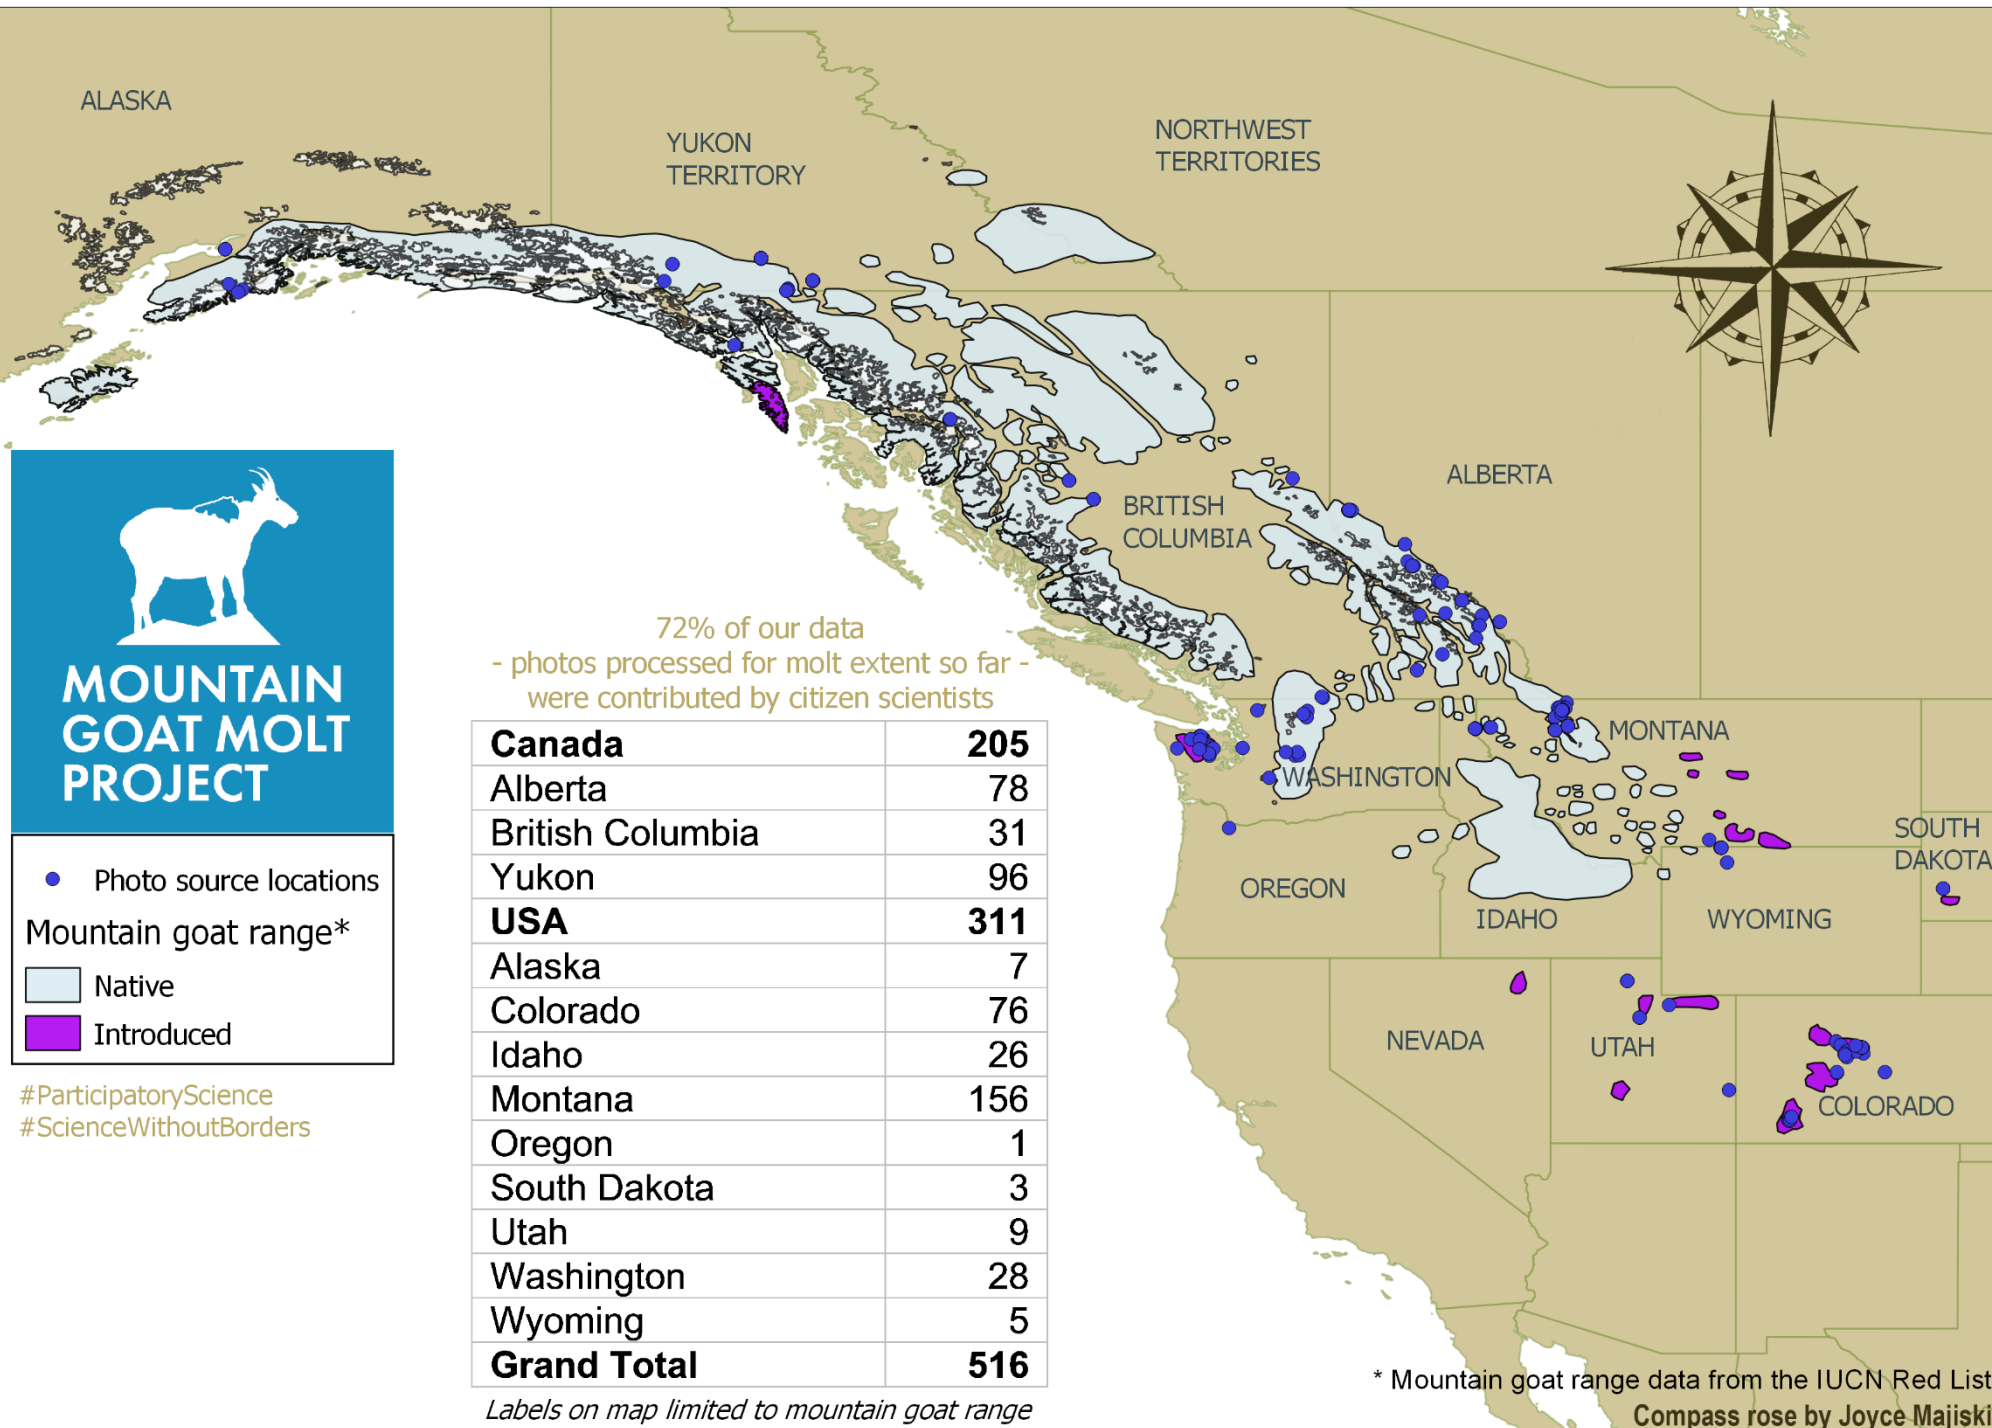 ALASKA
YUKON
TERRITORY
NORTHWEST
TERRITORIES
BRITISH
COLUMBIA
ALBERTA
MONTANA
WASHINGTON
SOUTH
DAKOTA
OREGON
IDAHO
WYOMING
NEVADA
UTAH
COLORADO
MOUNTAIN
GOAT MOLT
PROJECT
Photo source locations
Mountain goat range*
Native
Introduced
#ParticipatoryScience
#ScienceWithoutBorders
72% of our data
- photos processed for molt extent so far -
were contributed by citizen scientists
Canada 205
Alberta 78
British Columbia 31
Yukon 96
USA 311
Alaska 7
Colorado 76
Idaho 26
Montana 156
Oregon 1
South Dakota 3
Utah 9
Washington 28
Wyoming 5
Grand Total 516
Labels on map limited to mountain goat range
* Mountain goat range data from the IUCN Red List
Compass rose by Joyce Majiski